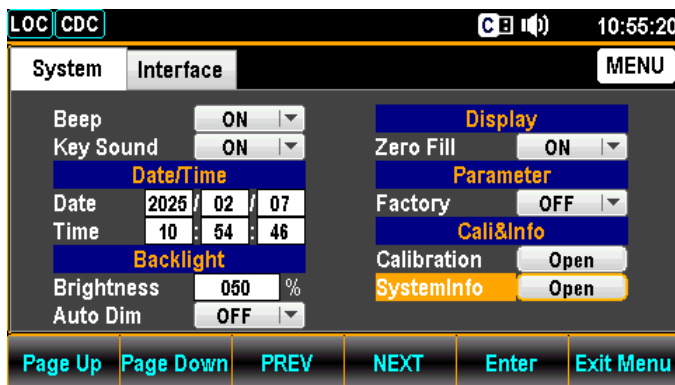 LOC CDC C 10:55:20
System Interface MENU
Beep ON
Key Sound ON
Date/Time
Date 2025 / 02 / 07
Time 10 : 54 : 46
Backlight
Brightness 050 %
Auto Dim OFF
Display
Zero Fill ON
Parameter
Factory OFF
Cali&Info
Calibration Open
SystemInfo Open
Page Up Page Down PREV NEXT Enter Exit Menu